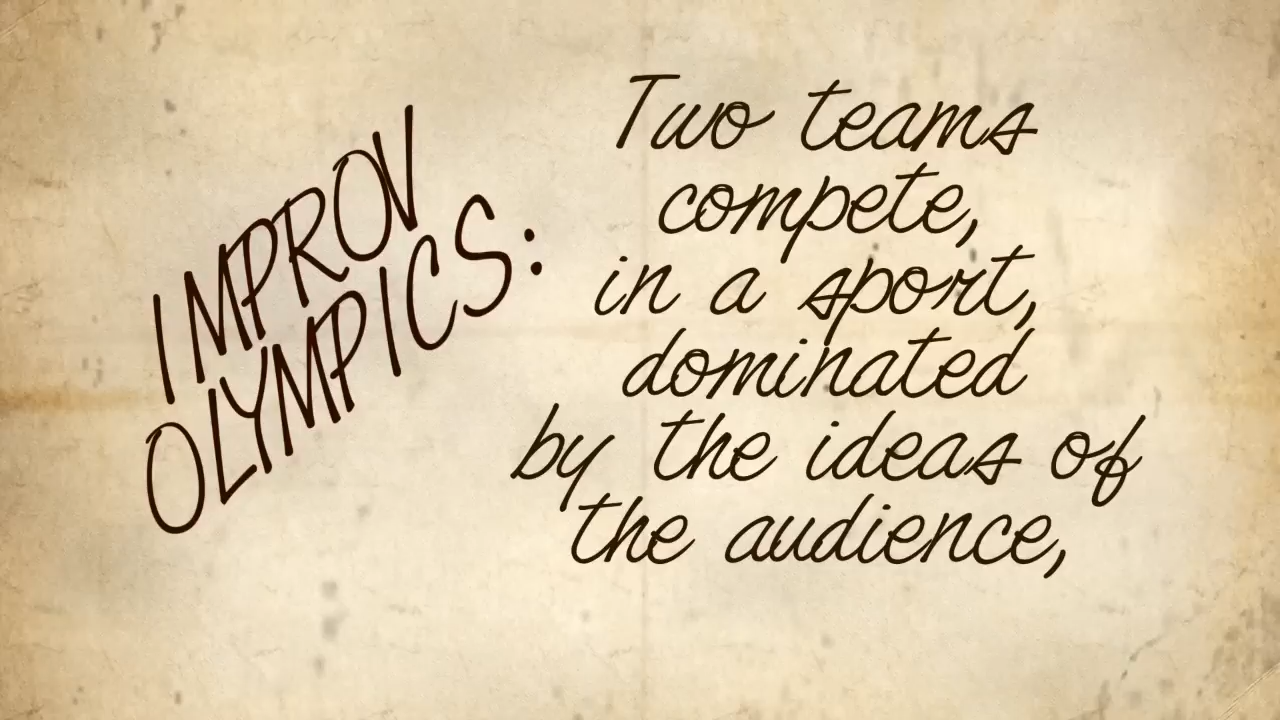 IMPROV
OLYMPICS:
Two teams
compete,
in a sport,
dominated
by the ideas of
the audience,